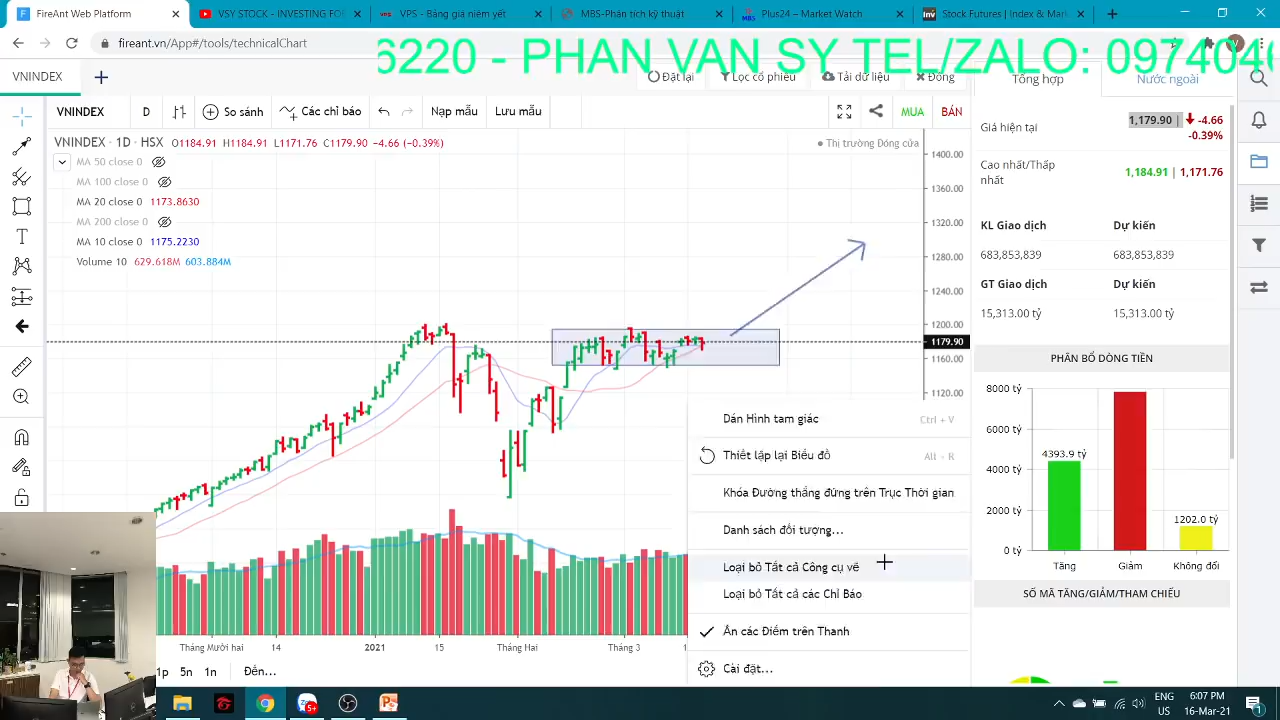 FireAnt Web Platform
VSY STOCK - INVESTING FO
VPS - Bảng giá niêm yết
MBS-Phân tích kỹ thuật
Plus24 – Market Watch
Stock Futures | Index & Mark
fireant.vn/App#/tools/technicalChart
6220 - PHAN VAN SY TEL/ZALO: 097404
VNINDEX
Đặt lại
Lọc cổ phiếu
Tải dữ liệu
Đóng
Tổng hợp
Nước ngoài
VNINDEX
D
So sánh
Các chỉ báo
Nạp mẫu
Lưu mẫu
MUA
BÁN
VNINDEX · 1D · HSX O1184.91 H1184.91 L1171.76 C1179.90 −4.66 (−0.39%)
Thị trường Đóng cửa
MA 50 close 0
MA 100 close 0
MA 20 close 0 1173.8630
MA 200 close 0
MA 10 close 0 1175.2230
Volume 10 629.018M 603.884M
1400.00
1360.00
1320.00
1280.00
1240.00
1200.00
1179.90
1160.00
1120.00
Dán Hình tam giác Ctrl + V
Thiết lập lại Biểu đồ Alt + R
Khóa Đường thẳng đứng trên Trục Thời gian
Danh sách đối tượng...
Loại bỏ Tất cả Công cụ vẽ
Loại bỏ Tất cả các Chỉ Báo
Ẩn các Điểm trên Thanh
Cài đặt...
Tháng Mười hai
14
2021
15
Tháng Hai
Tháng 3
1p 5n 1n Đến...
Giá hiện tại
1,179.90 | -4.66
-0.39%
Cao nhất/Thấp
nhất
1,184.91 | 1,171.76
KL Giao dịch Dự kiến
683,853,839 683,853,839
GT Giao dịch Dự kiến
15,313.00 tỷ 15,313.00 tỷ
PHÂN BỔ DÒNG TIỀN
8000 tỷ
6000 tỷ
4000 tỷ
2000 tỷ
0 tỷ
4393.9 tỷ
1202.0 tỷ
Tăng
Giảm
Không đổi
SỐ MÃ TĂNG/GIẢM/THAM CHIẾU
5+
ENG
US
6:07 PM
16-Mar-21